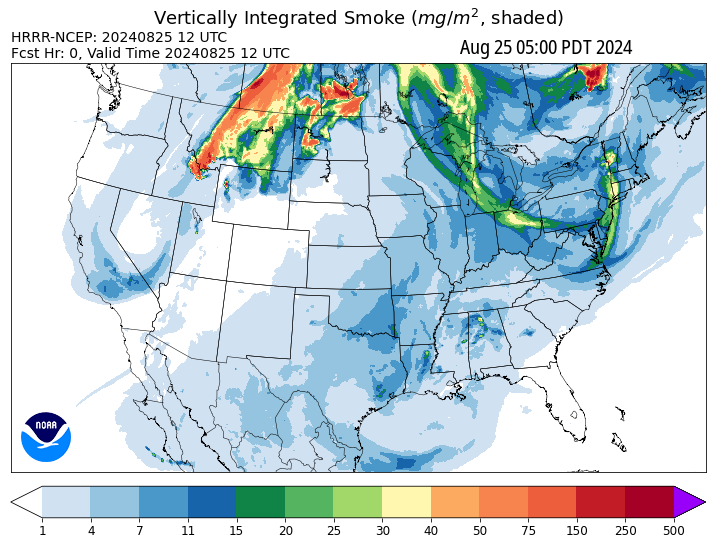 Vertically Integrated Smoke (mg/m², shaded)
HRRR-NCEP: 20240825 12 UTC
Fcst Hr: 0, Valid Time 20240825 12 UTC
Aug 25 05:00 PDT 2024
NOAA
1 4 7 11 15 20 25 30 40 50 75 150 250 500